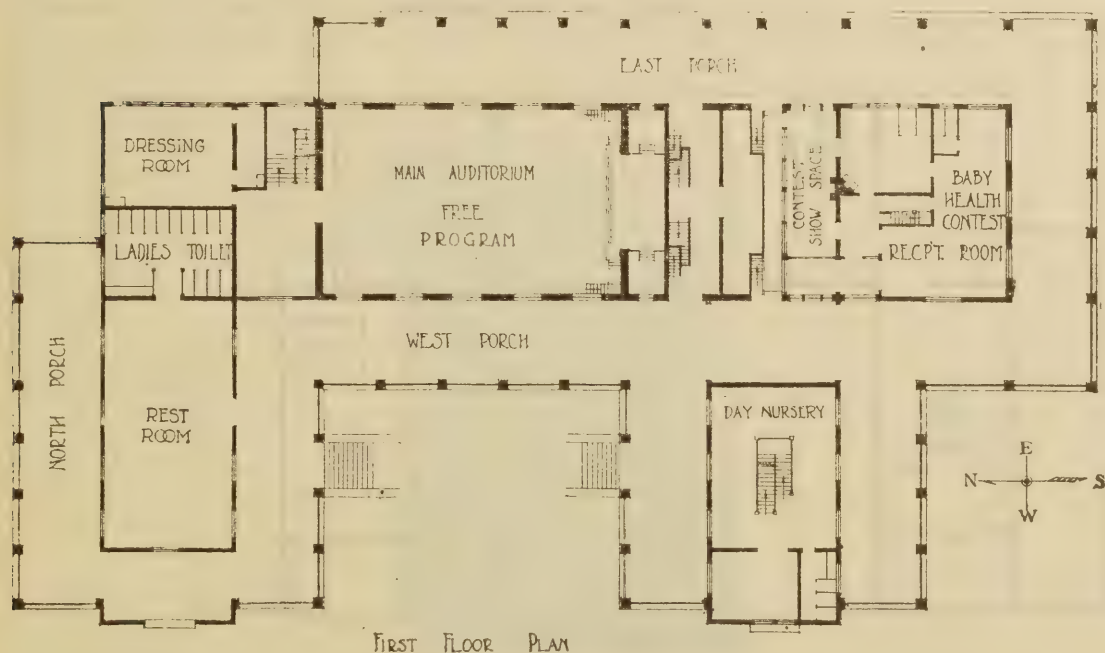 EAST PORCH
DRESSING
ROOM
MAIN AUDITORIUM
FREE
PROGRAM
CONTEST
SHOW SPACE
BABY
HEALTH
CONTEST
RECP'T. ROOM
LADIES TOILET
NORTH PORCH
WEST PORCH
REST
ROOM
DAY NURSERY
E
N
S
W
FIRST FLOOR PLAN